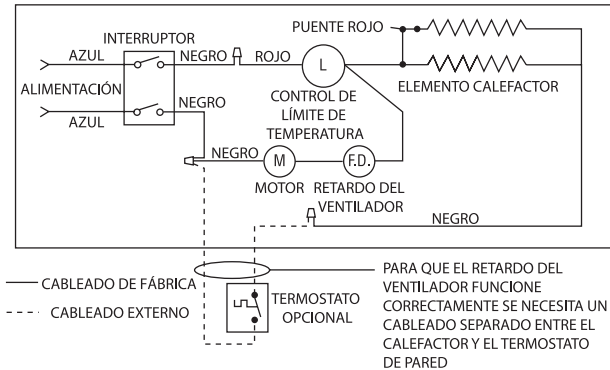 PUENTE ROJO
INTERRUPTOR
AZUL
NEGRO
ROJO
L
ELEMENTO CALEFACTOR
ALIMENTACIÓN
NEGRO
CONTROL DE
LÍMITE DE
TEMPERATURA
AZUL
NEGRO
M
F.D.
MOTOR
RETARDO DEL
VENTILADOR
NEGRO
CABLEADO DE FÁBRICA
CABLEADO EXTERNO
TERMOSTATO
OPCIONAL
PARA QUE EL RETARDO DEL
VENTILADOR FUNCIONE
CORRECTAMENTE SE NECESITA UN
CABLEADO SEPARADO ENTRE EL
CALEFACTOR Y EL TERMOSTATO
DE PARED